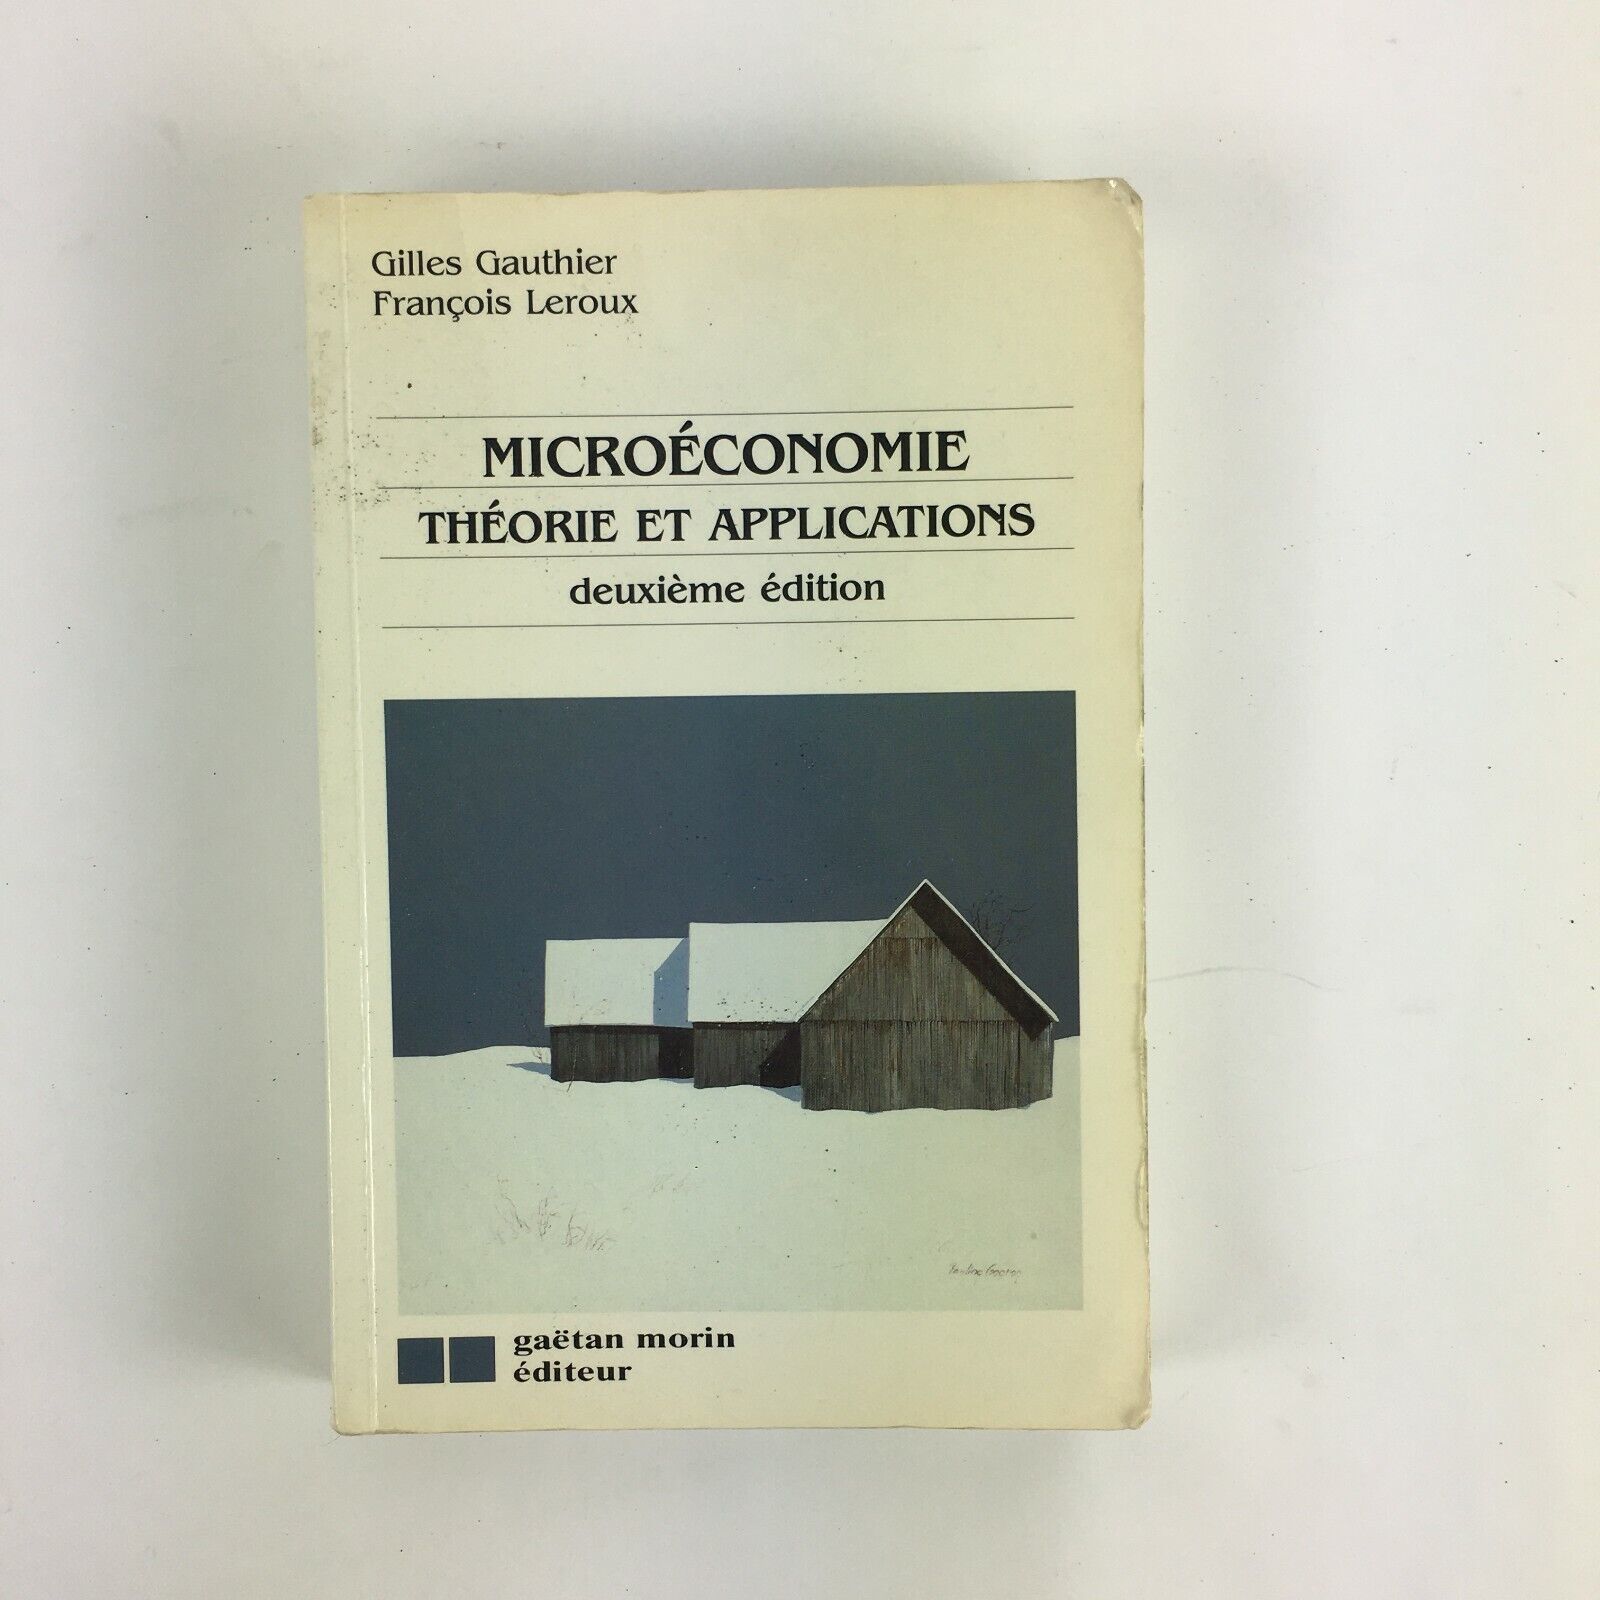 Gilles Gauthier
François Leroux
MICROÉCONOMIE
THÉORIE ET APPLICATIONS
deuxième édition
gaëtan morin
éditeur